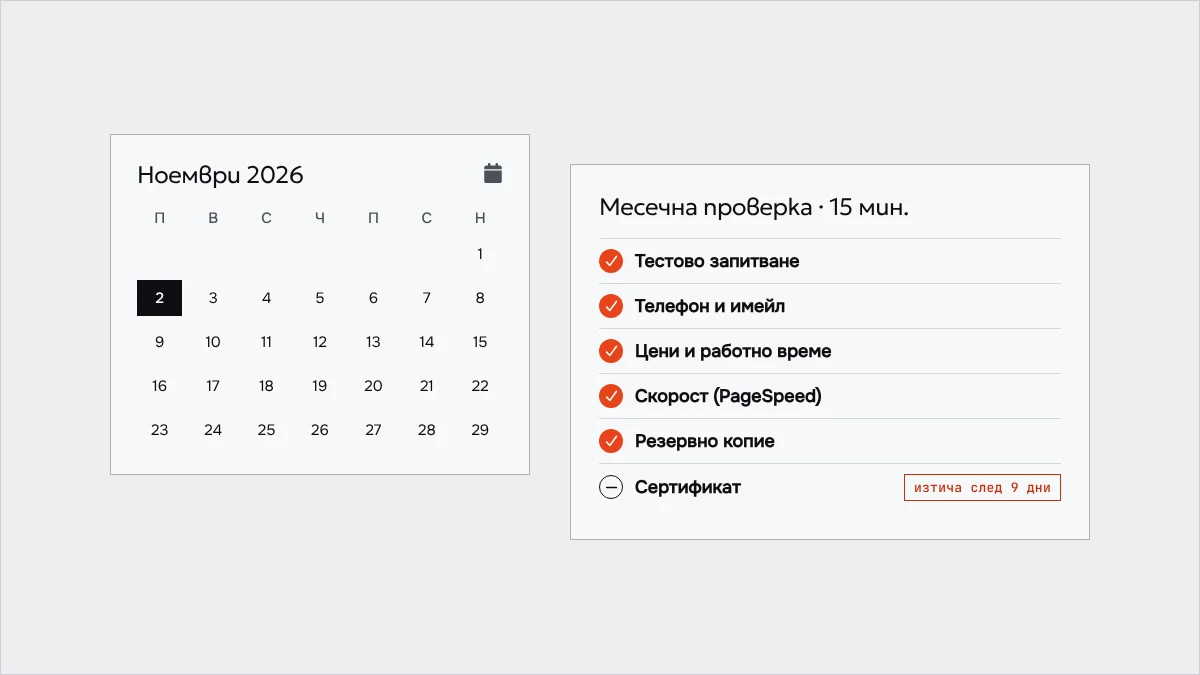 Ноември 2026
П В С Ч П С Н
1
2 3 4 5 6 7 8
9 10 11 12 13 14 15
16 17 18 19 20 21 22
23 24 25 26 27 28 29
Месечна проверка · 15 мин.
Тестово запитване
Телефон и имейл
Цени и работно време
Скорост (PageSpeed)
Резервно копие
Сертификат изтича след 9 дни